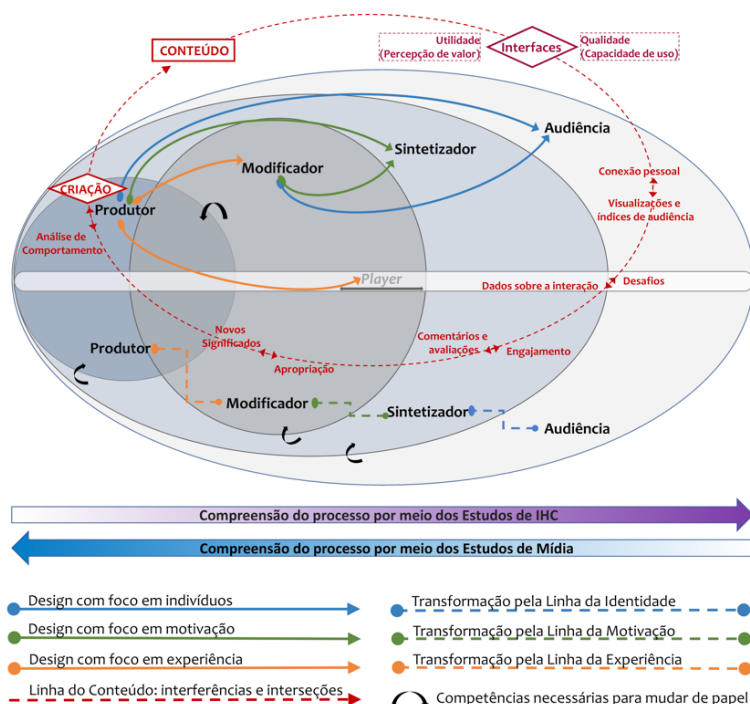 CONTEÚDO
Utilidade
(Percepção de valor)
Interfaces
Qualidade
(Capacidade de uso)
Audiência
Sintetizador
Modificador
CRIAÇÃO
Produtor
Conexão pessoal
Visualizações e
índices de audiência
Análise de
Comportamento
Player
Dados sobre a interação
Desafios
Novos
Significados
Apropriação
Comentários e
avaliações
Engajamento
Produtor
Modificador
Sintetizador
Audiência
Compreensão do processo por meio dos Estudos de IHC
Compreensão do processo por meio dos Estudos de Mídia
Design com foco em indivíduos
Transformação pela Linha da Identidade
Design com foco em motivação
Transformação pela Linha da Motivação
Design com foco em experiência
Transformação pela Linha da Experiência
Linha do Conteúdo: interferências e interseções
Competências necessárias para mudar de papel